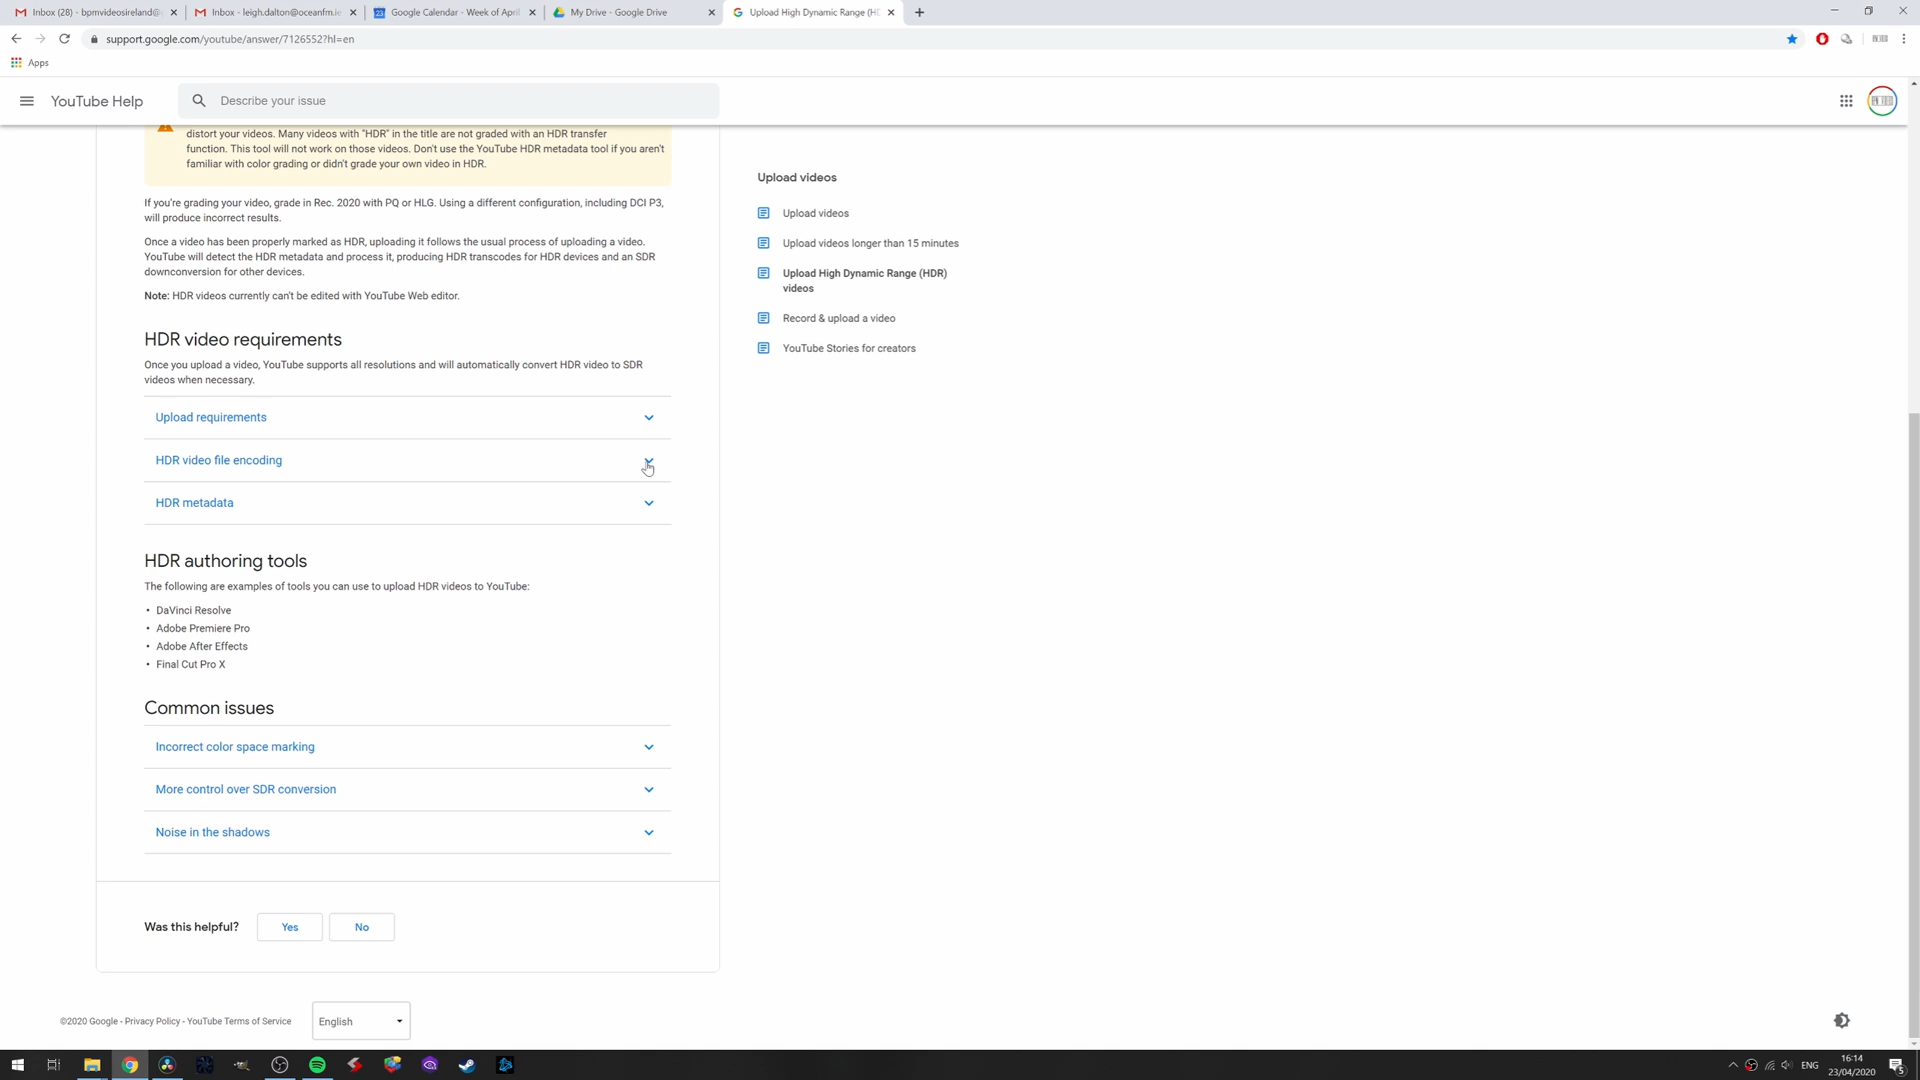 Inbox (28) - bpmvideosireland@
Inbox - leigh.dalton@oceanfm.ie
Google Calendar - Week of April
My Drive - Google Drive
Upload High Dynamic Range (HD
support.google.com/youtube/answer/7126552?hl=en
Apps
YouTube Help
Describe your issue
distort your videos. Many videos with "HDR" in the title are not graded with an HDR transfer
function. This tool will not work on those videos. Don't use the YouTube HDR metadata tool if you aren't
familiar with color grading or didn't grade your own video in HDR.
If you're grading your video, grade in Rec. 2020 with PQ or HLG. Using a different configuration, including DCI P3,
will produce incorrect results.
Once a video has been properly marked as HDR, uploading it follows the usual process of uploading a video.
YouTube will detect the HDR metadata and process it, producing HDR transcodes for HDR devices and an SDR
downconversion for other devices.
Note: HDR videos currently can't be edited with YouTube Web editor.
HDR video requirements
Once you upload a video, YouTube supports all resolutions and will automatically convert HDR video to SDR
videos when necessary.
Upload requirements
HDR video file encoding
HDR metadata
HDR authoring tools
The following are examples of tools you can use to upload HDR videos to YouTube:
• DaVinci Resolve
• Adobe Premiere Pro
• Adobe After Effects
• Final Cut Pro X
Common issues
Incorrect color space marking
More control over SDR conversion
Noise in the shadows
Was this helpful?
Yes
No
Upload videos
Upload videos
Upload videos longer than 15 minutes
Upload High Dynamic Range (HDR)
videos
Record & upload a video
YouTube Stories for creators
©2020 Google - Privacy Policy - YouTube Terms of Service
English
ENG
16:14
23/04/2020